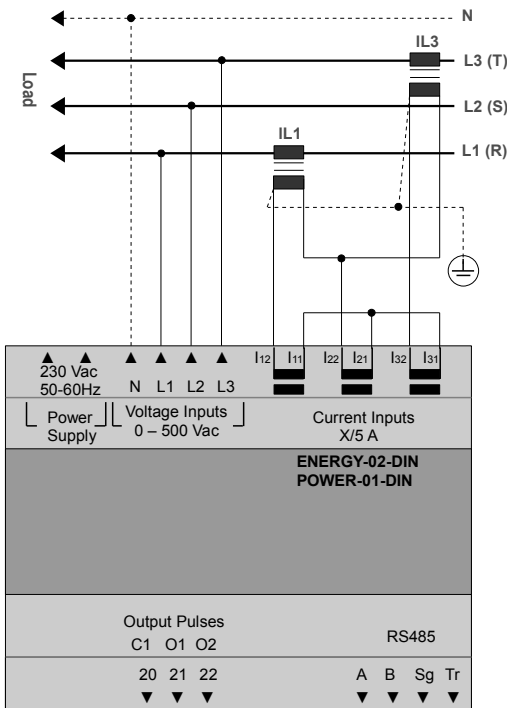 N
IL3
L3 (T)
Load
L2 (S)
IL1
L1 (R)
I12 I11 I22 I21 I32 I31
230 Vac
50-60Hz
N L1 L2 L3
Power
Supply
Voltage Inputs
0 – 500 Vac
Current Inputs
X/5 A
ENERGY-02-DIN
POWER-01-DIN
Output Pulses
C1 O1 O2
RS485
20 21 22
A B Sg Tr